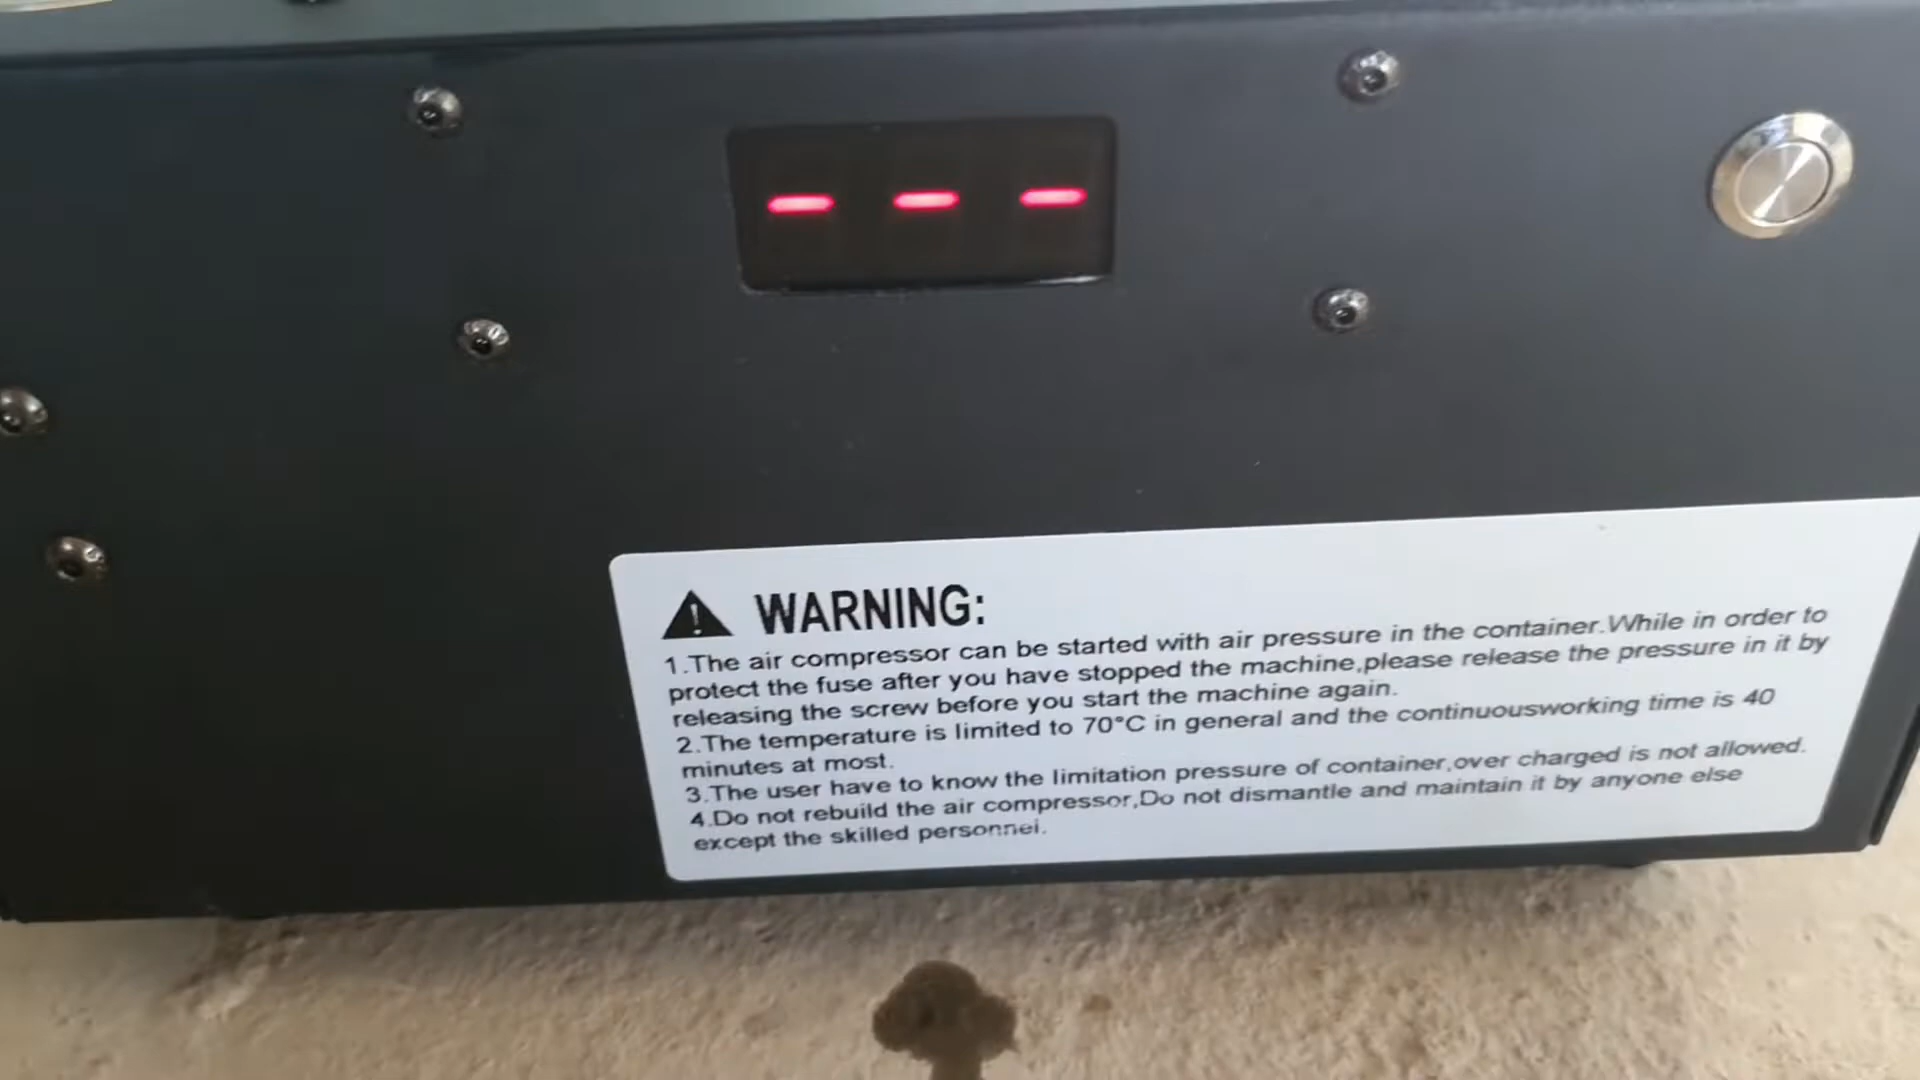 - - -
WARNING:
1.The air compressor can be started with air pressure in the container.While in order to
protect the fuse after you have stopped the machine,please release the pressure in it by
releasing the screw before you start the machine again.
2.The temperature is limited to 70°C in general and the continuousworking time is 40
minutes at most.
3.The user have to know the limitation pressure of container,over charged is not allowed.
4.Do not rebuild the air compressor,Do not dismantle and maintain it by anyone else
except the skilled personnel.